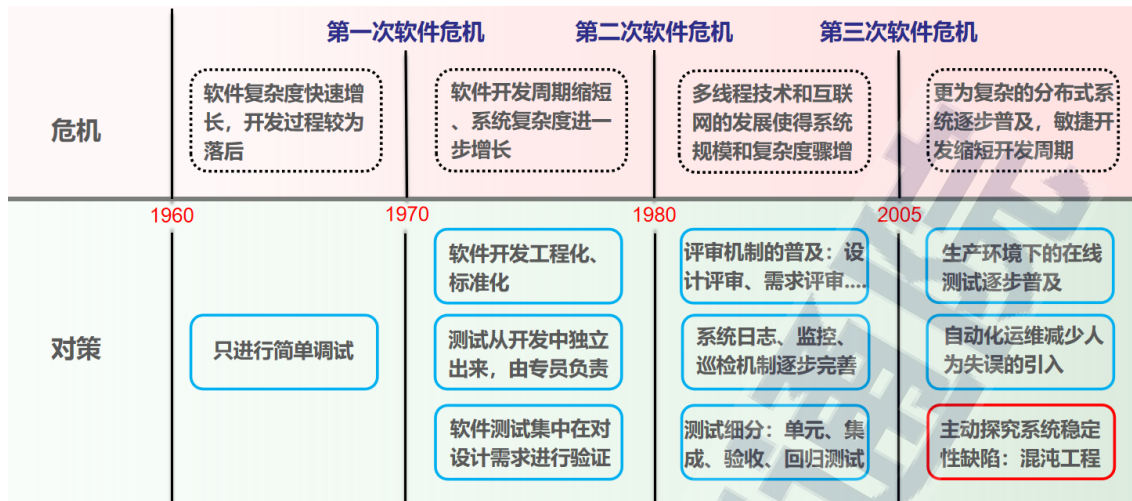 第一次软件危机
第二次软件危机
第三次软件危机
危机
软件复杂度快速增
长，开发过程较为
落后
软件开发周期缩短
、系统复杂度进一
步增长
多线程技术和互联
网的发展使得系统
规模和复杂度骤增
更为复杂的分布式系
统逐步普及，敏捷开
发缩短开发周期
1960
1970
1980
2005
对策
只进行简单调试
软件开发工程化、
标准化
测试从开发中独立
出来，由专员负责
软件测试集中在对
设计需求进行验证
评审机制的普及：设
计评审、需求评审....
系统日志、监控、
巡检机制逐步完善
测试细分：单元、集
成、验收、回归测试
生产环境下的在线
测试逐步普及
自动化运维减少人
为失误的引入
主动探究系统稳定
性缺陷：混沌工程